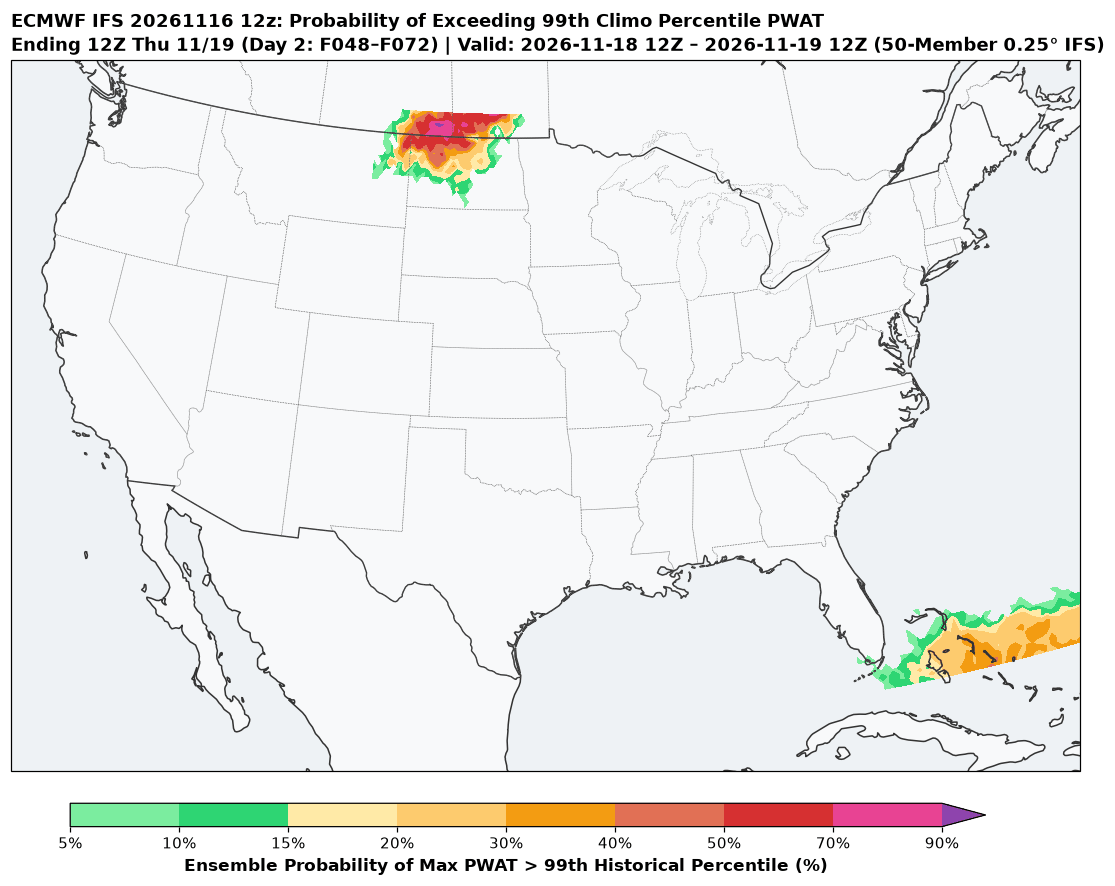 ECMWF IFS 20261116 12z: Probability of Exceeding 99th Climo Percentile PWAT
Ending 12Z Thu 11/19 (Day 2: F048–F072) | Valid: 2026-11-18 12Z – 2026-11-19 12Z (50-Member 0.25° IFS)
5% 10% 15% 20% 30% 40% 50% 70% 90%
Ensemble Probability of Max PWAT > 99th Historical Percentile (%)